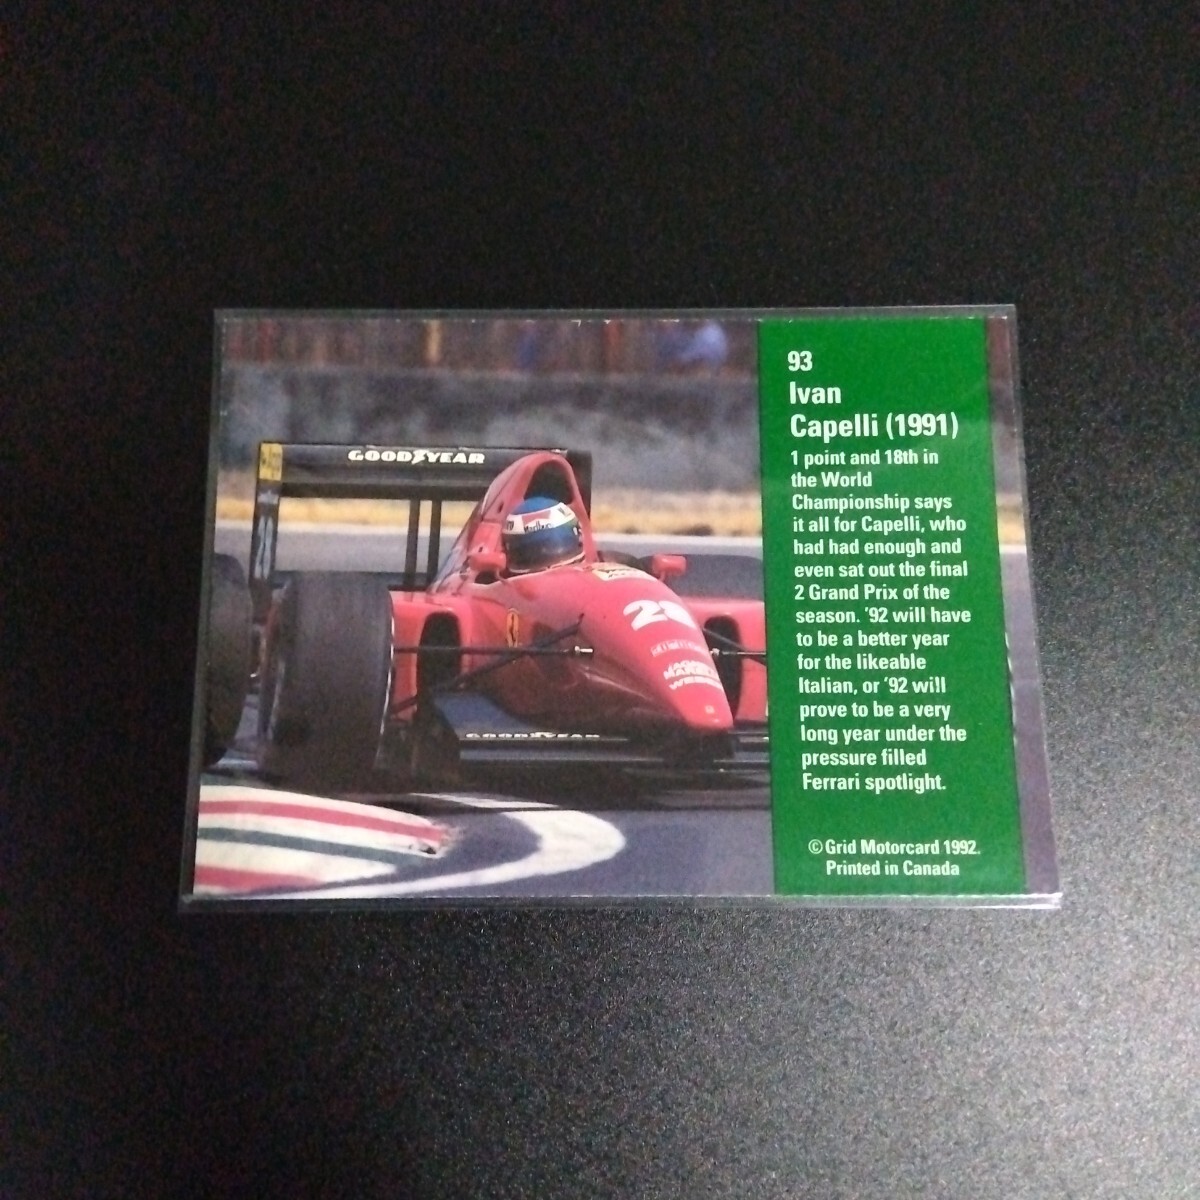 93
Ivan
Capelli (1991)
1 point and 18th in
the World
Championship says
it all for Capelli, who
had had enough and
even sat out the final
2 Grand Prix of the
season. '92 will have
to be a better year
for the likeable
Italian, or '92 will
prove to be a very
long year under the
pressure filled
Ferrari spotlight.
© Grid Motorcard 1992.
Printed in Canada
GOODYEAR
Marlboro
GOODYEAR